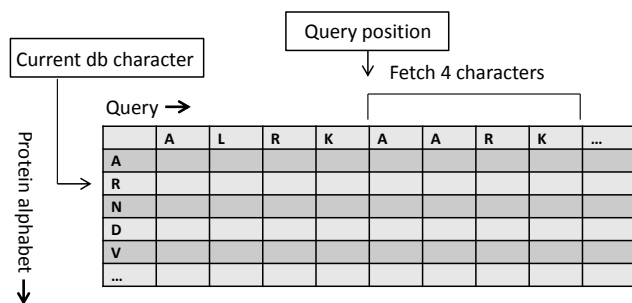 Query position
Current db character
Fetch 4 characters
Query
Protein alphabet
A L R K A A R K ...
A
R
N
D
V
...